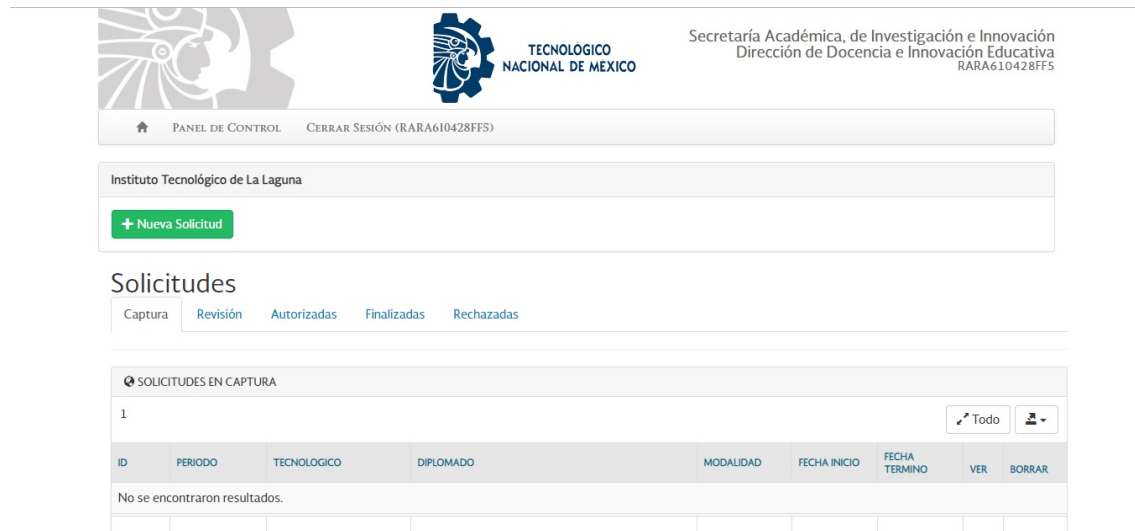 TECNOLÓGICO
NACIONAL DE MÉXICO
Secretaría Académica, de Investigación e Innovación
Dirección de Docencia e Innovación Educativa
RARA610428FF5
PANEL DE CONTROL CERRAR SESIÓN (RARA610428FF5)
Instituto Tecnológico de La Laguna
Nueva Solicitud
Solicitudes
Captura Revisión Autorizadas Finalizadas Rechazadas
SOLICITUDES EN CAPTURA
1
Todo
ID PERIODO TECNOLOGICO DIPLOMADO MODALIDAD FECHA INICIO FECHA TERMINO VER BORRAR
No se encontraron resultados.